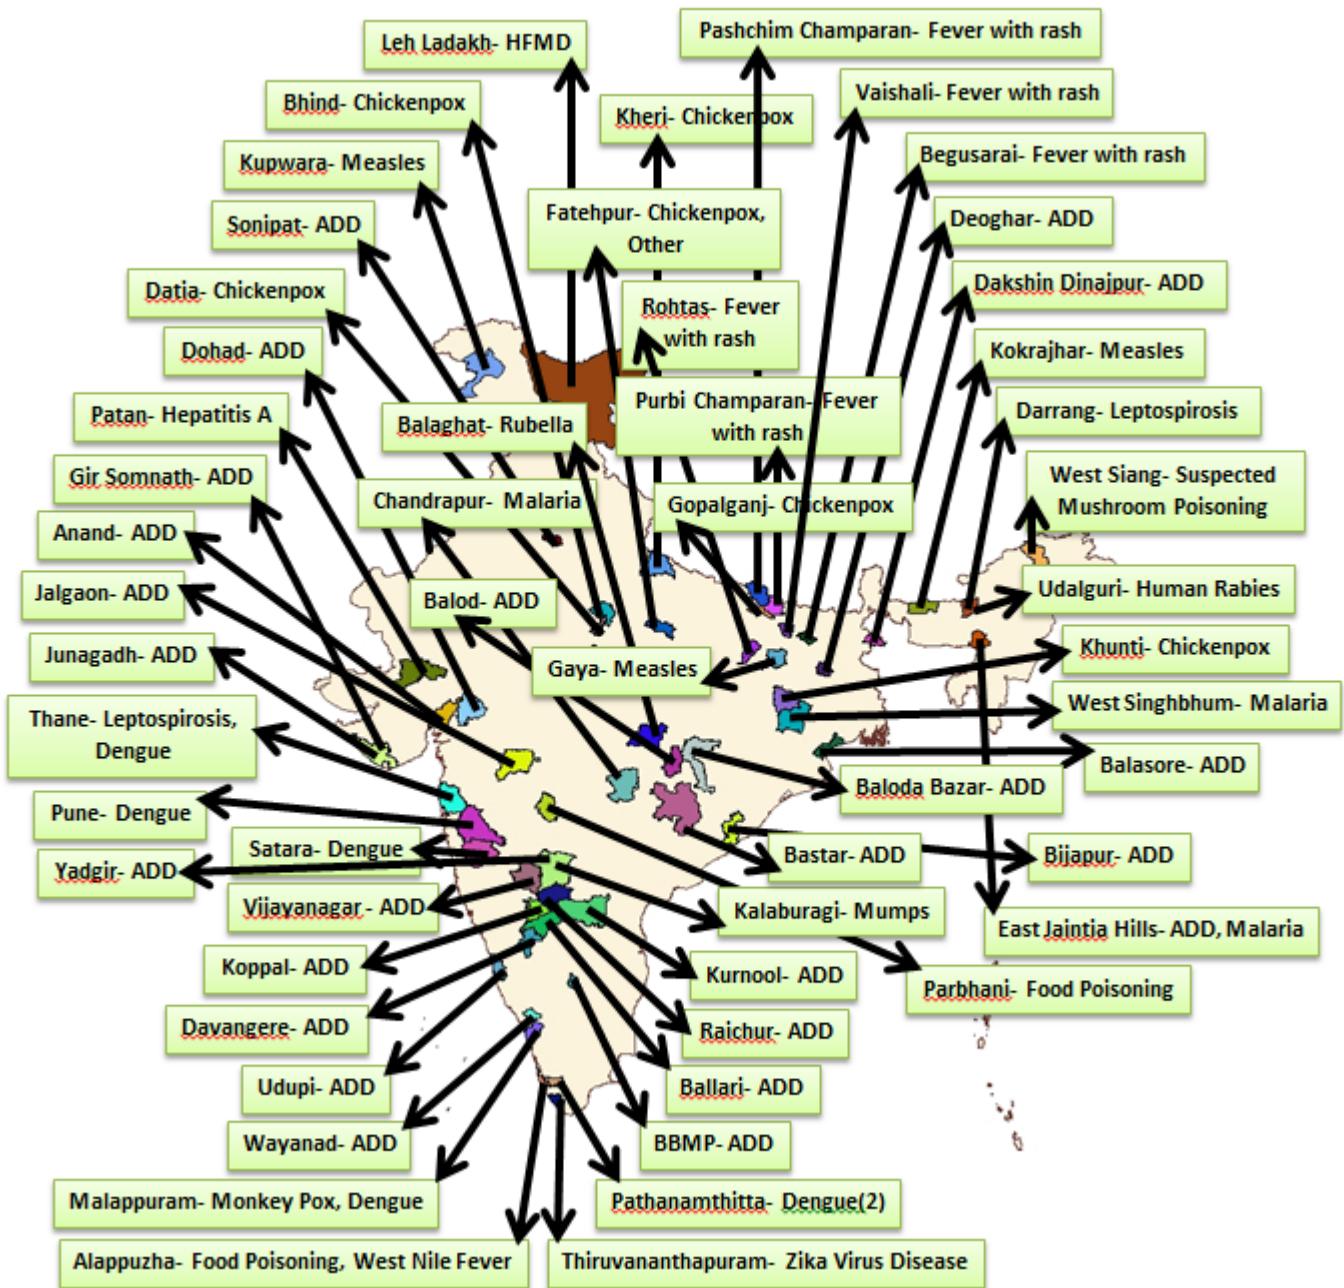 Pashchim Champaran- Fever with rash
Leh Ladakh- HFMD
Vaishali- Fever with rash
Bhind- Chickenpox
Kheri- Chickenpox
Kupwara- Measles
Begusarai- Fever with rash
Fatehpur- Chickenpox,
Other
Sonipat- ADD
Deoghar- ADD
Datia- Chickenpox
Dakshin Dinajpur- ADD
Rohtas- Fever
with rash
Dohad- ADD
Kokrajhar- Measles
Patan- Hepatitis A
Balaghat- Rubella
Purbi Champaran- Fever
with rash
Darrang- Leptospirosis
Gir Somnath- ADD
West Siang- Suspected
Mushroom Poisoning
Chandrapur- Malaria
Gopalganj- Chickenpox
Anand- ADD
Jalgaon- ADD
Balod- ADD
Udalguri- Human Rabies
Junagadh- ADD
Gaya- Measles
Khunti- Chickenpox
West Singhbhum- Malaria
Thane- Leptospirosis,
Dengue
Balasore- ADD
Baloda Bazar- ADD
Pune- Dengue
Satara- Dengue
Bastar- ADD
Bijapur- ADD
Yadgir- ADD
Vijayanagar - ADD
Kalaburagi- Mumps
East Jaintia Hills- ADD, Malaria
Koppal- ADD
Kurnool- ADD
Parbhani- Food Poisoning
Davangere- ADD
Raichur- ADD
Udupi- ADD
Ballari- ADD
Wayanad- ADD
BBMP- ADD
Malappuram- Monkey Pox, Dengue
Pathanamthitta- Dengue(2)
Alappuzha- Food Poisoning, West Nile Fever
Thiruvananthapuram- Zika Virus Disease